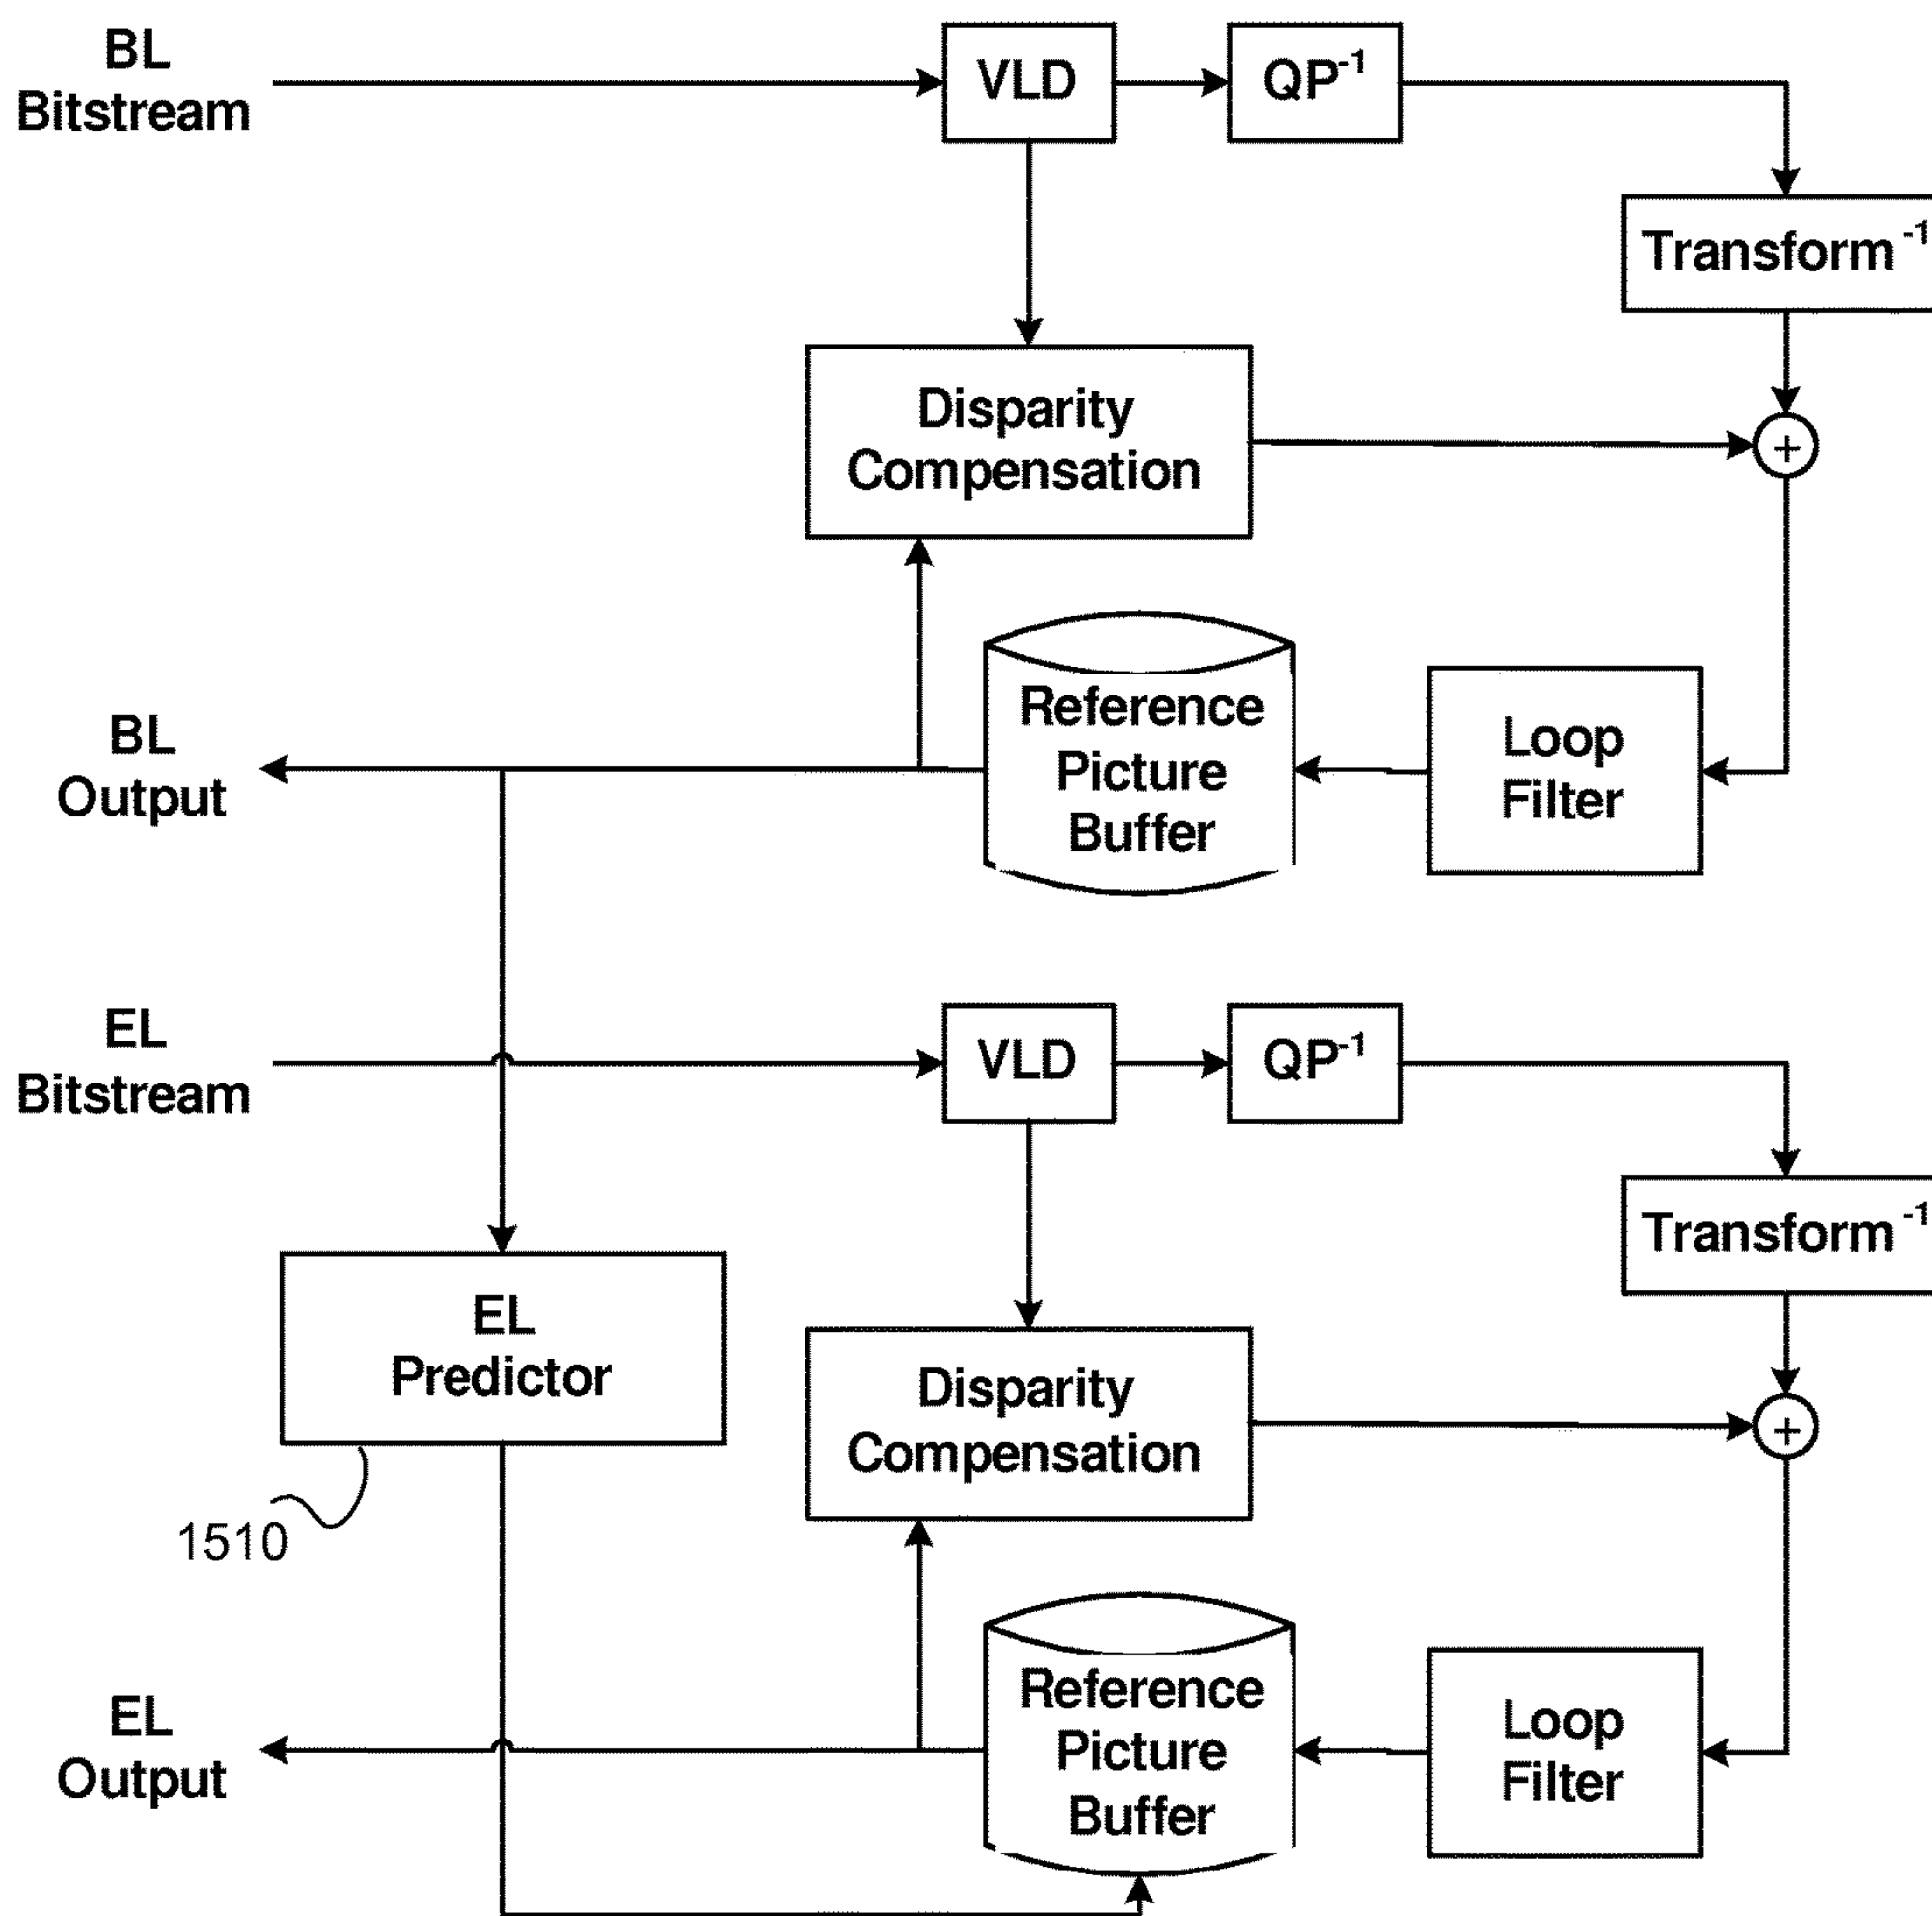 BL
Bitstream
VLD
QP⁻¹
Transform⁻¹
Disparity
Compensation
+
BL
Output
Reference
Picture
Buffer
Loop
Filter
EL
Bitstream
VLD
QP⁻¹
Transform⁻¹
EL
Predictor
1510
Disparity
Compensation
+
EL
Output
Reference
Picture
Buffer
Loop
Filter